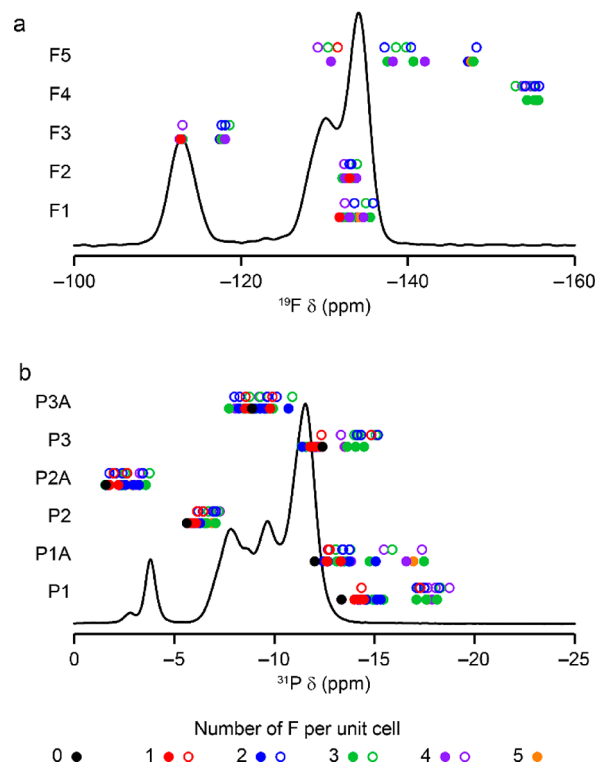 a
F5
F4
F3
F2
F1
–100 –120 –140 –160
¹⁹F δ (ppm)
b
P3A
P3
P2A
P2
P1A
P1
0 –5 –10 –15 –20 –25
³¹P δ (ppm)
Number of F per unit cell
0 1 2 3 4 5